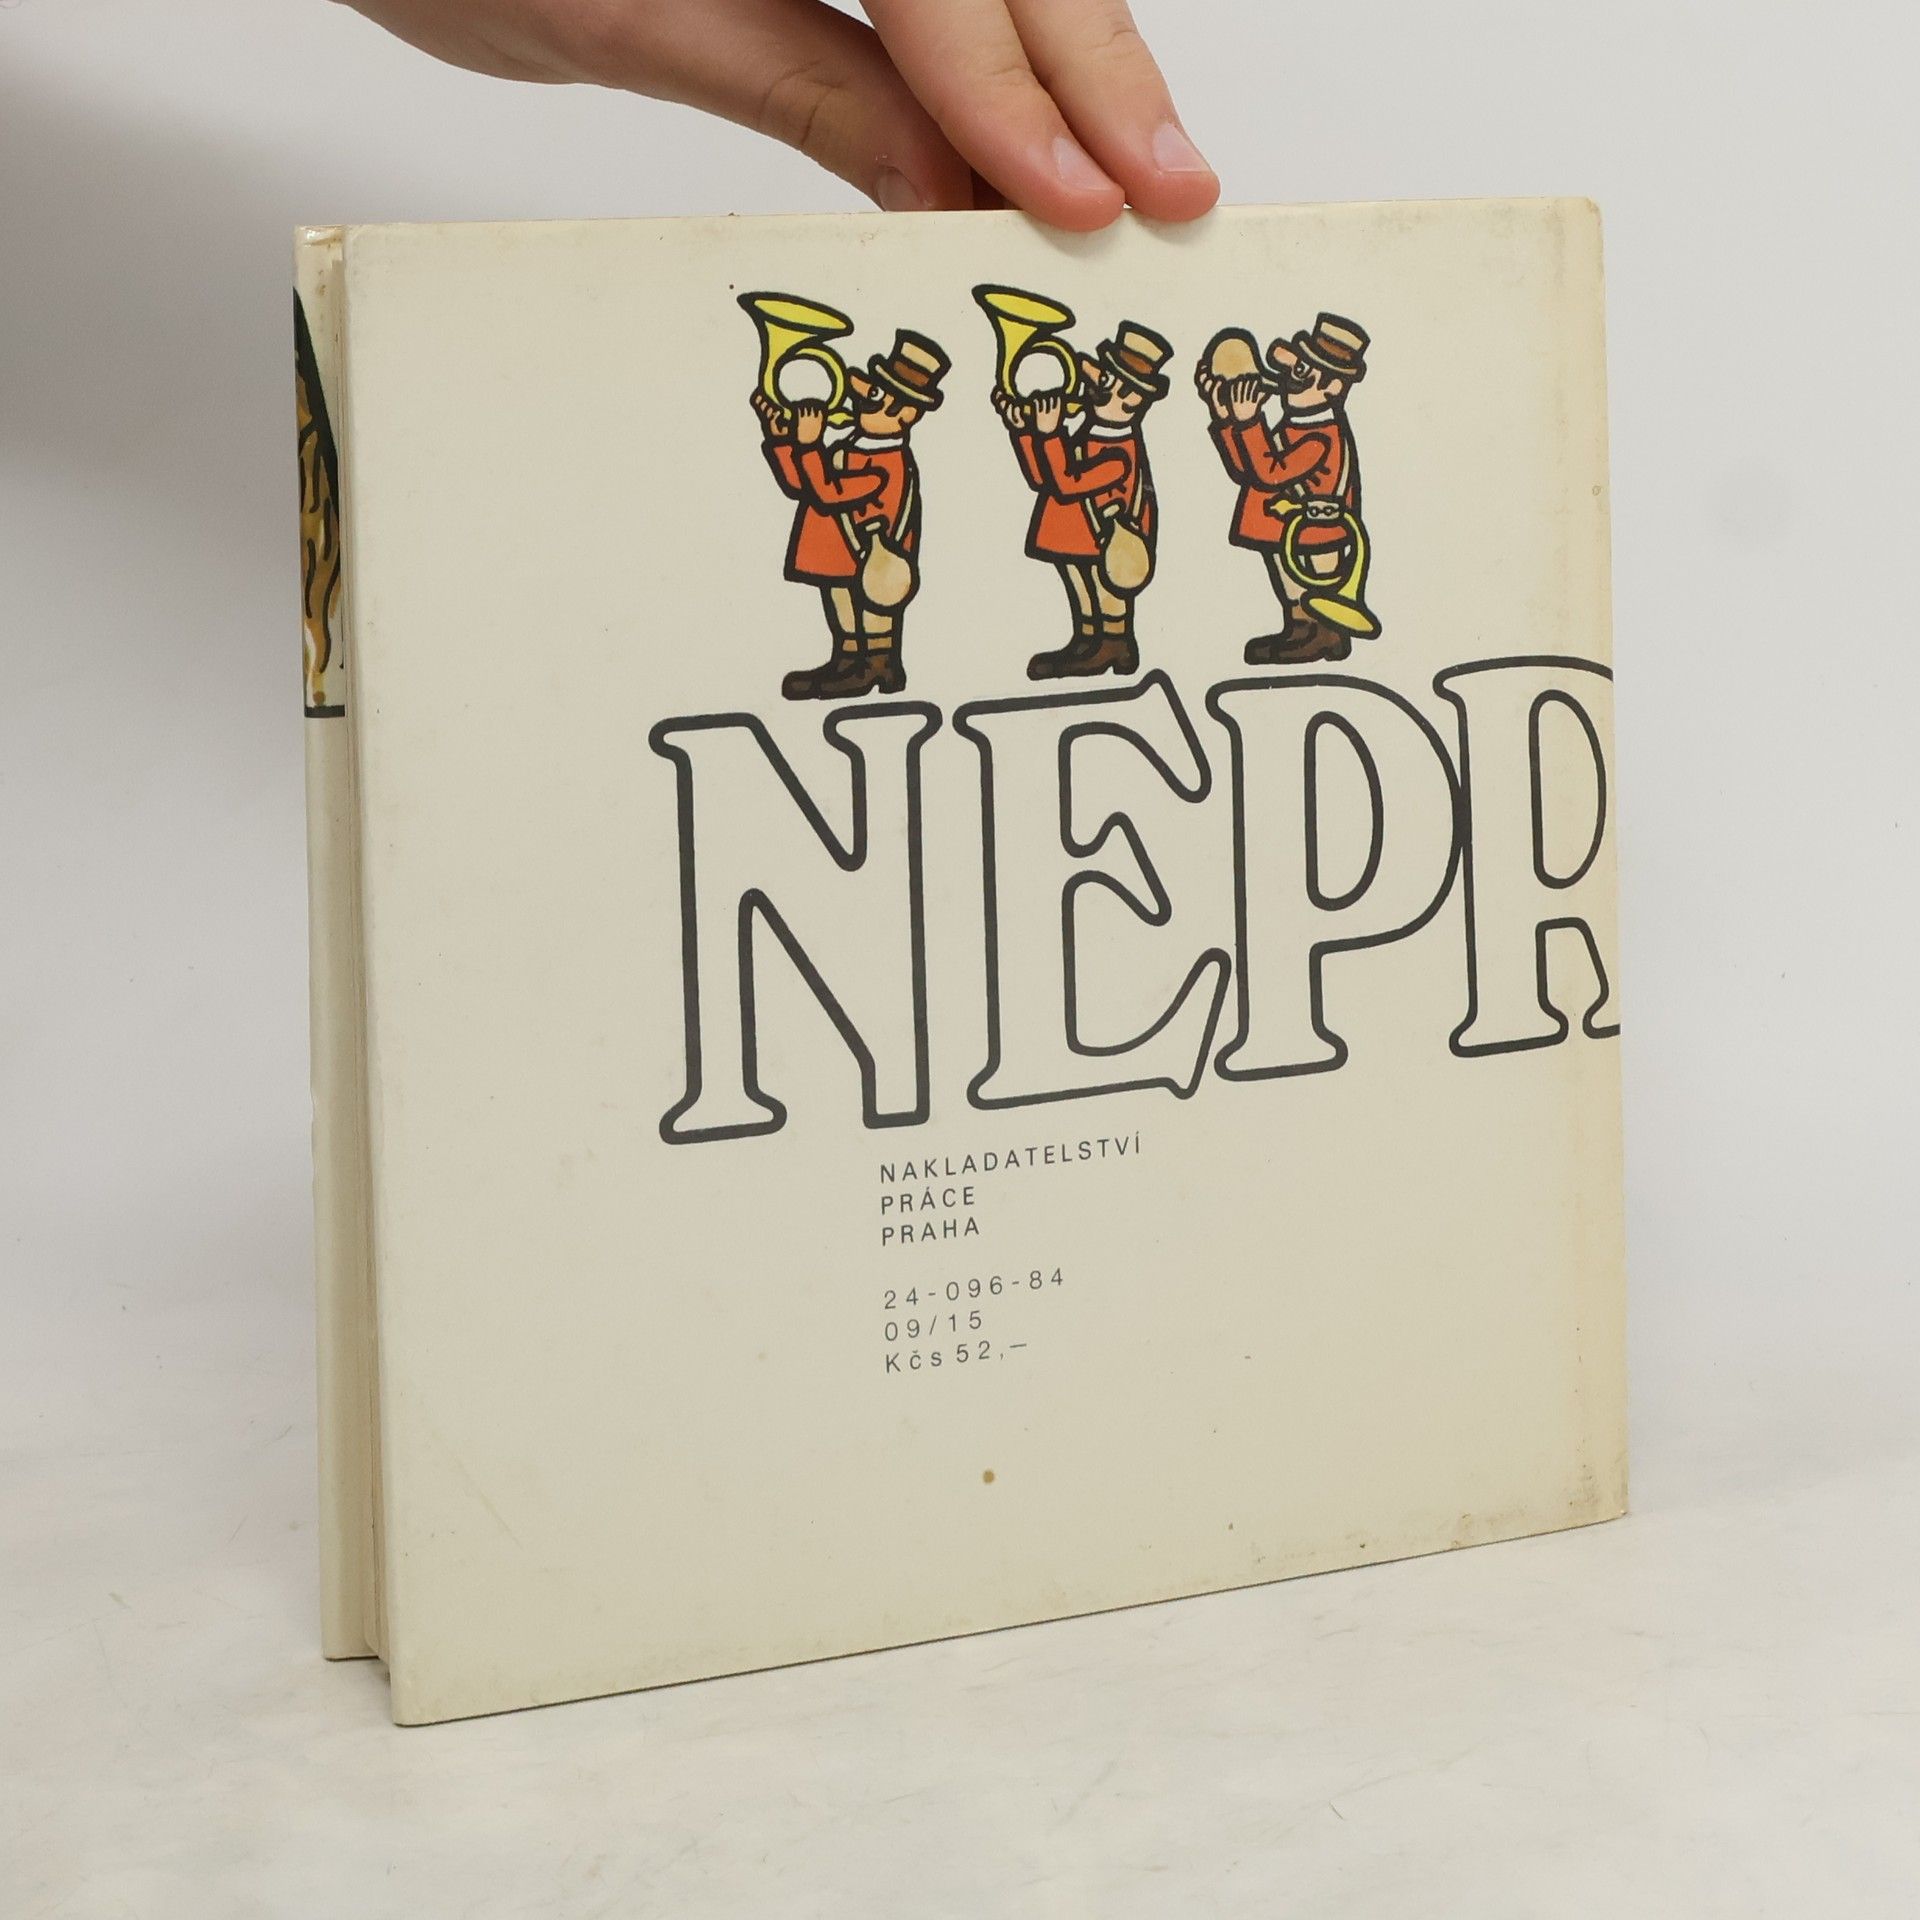 NEPR
NAKLADATELSTVÍ
PRÁCE
PRAHA
24-096-84
09/15
Kčs 52,—